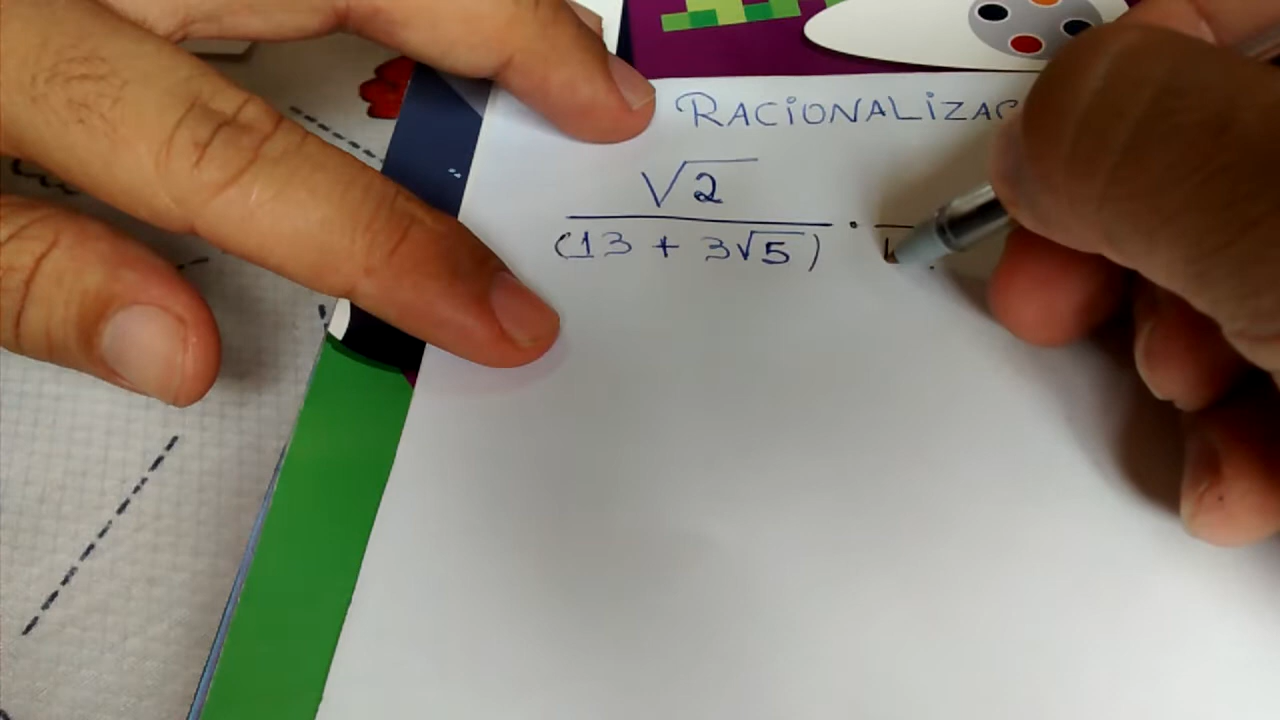 RACIONALIZAC
√2
(13 + 3√5) ·